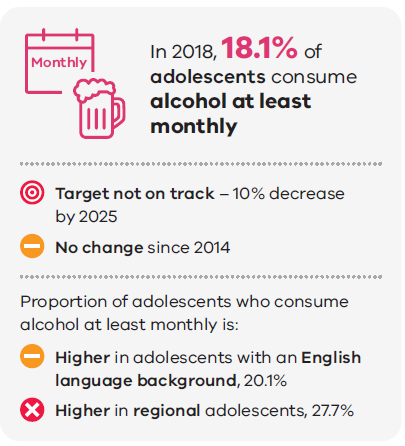 Monthly
In 2018, 18.1% of
adolescents consume
alcohol at least
monthly
Target not on track – 10% decrease
by 2025
No change since 2014
Proportion of adolescents who consume
alcohol at least monthly is:
Higher in adolescents with an English
language background, 20.1%
Higher in regional adolescents, 27.7%